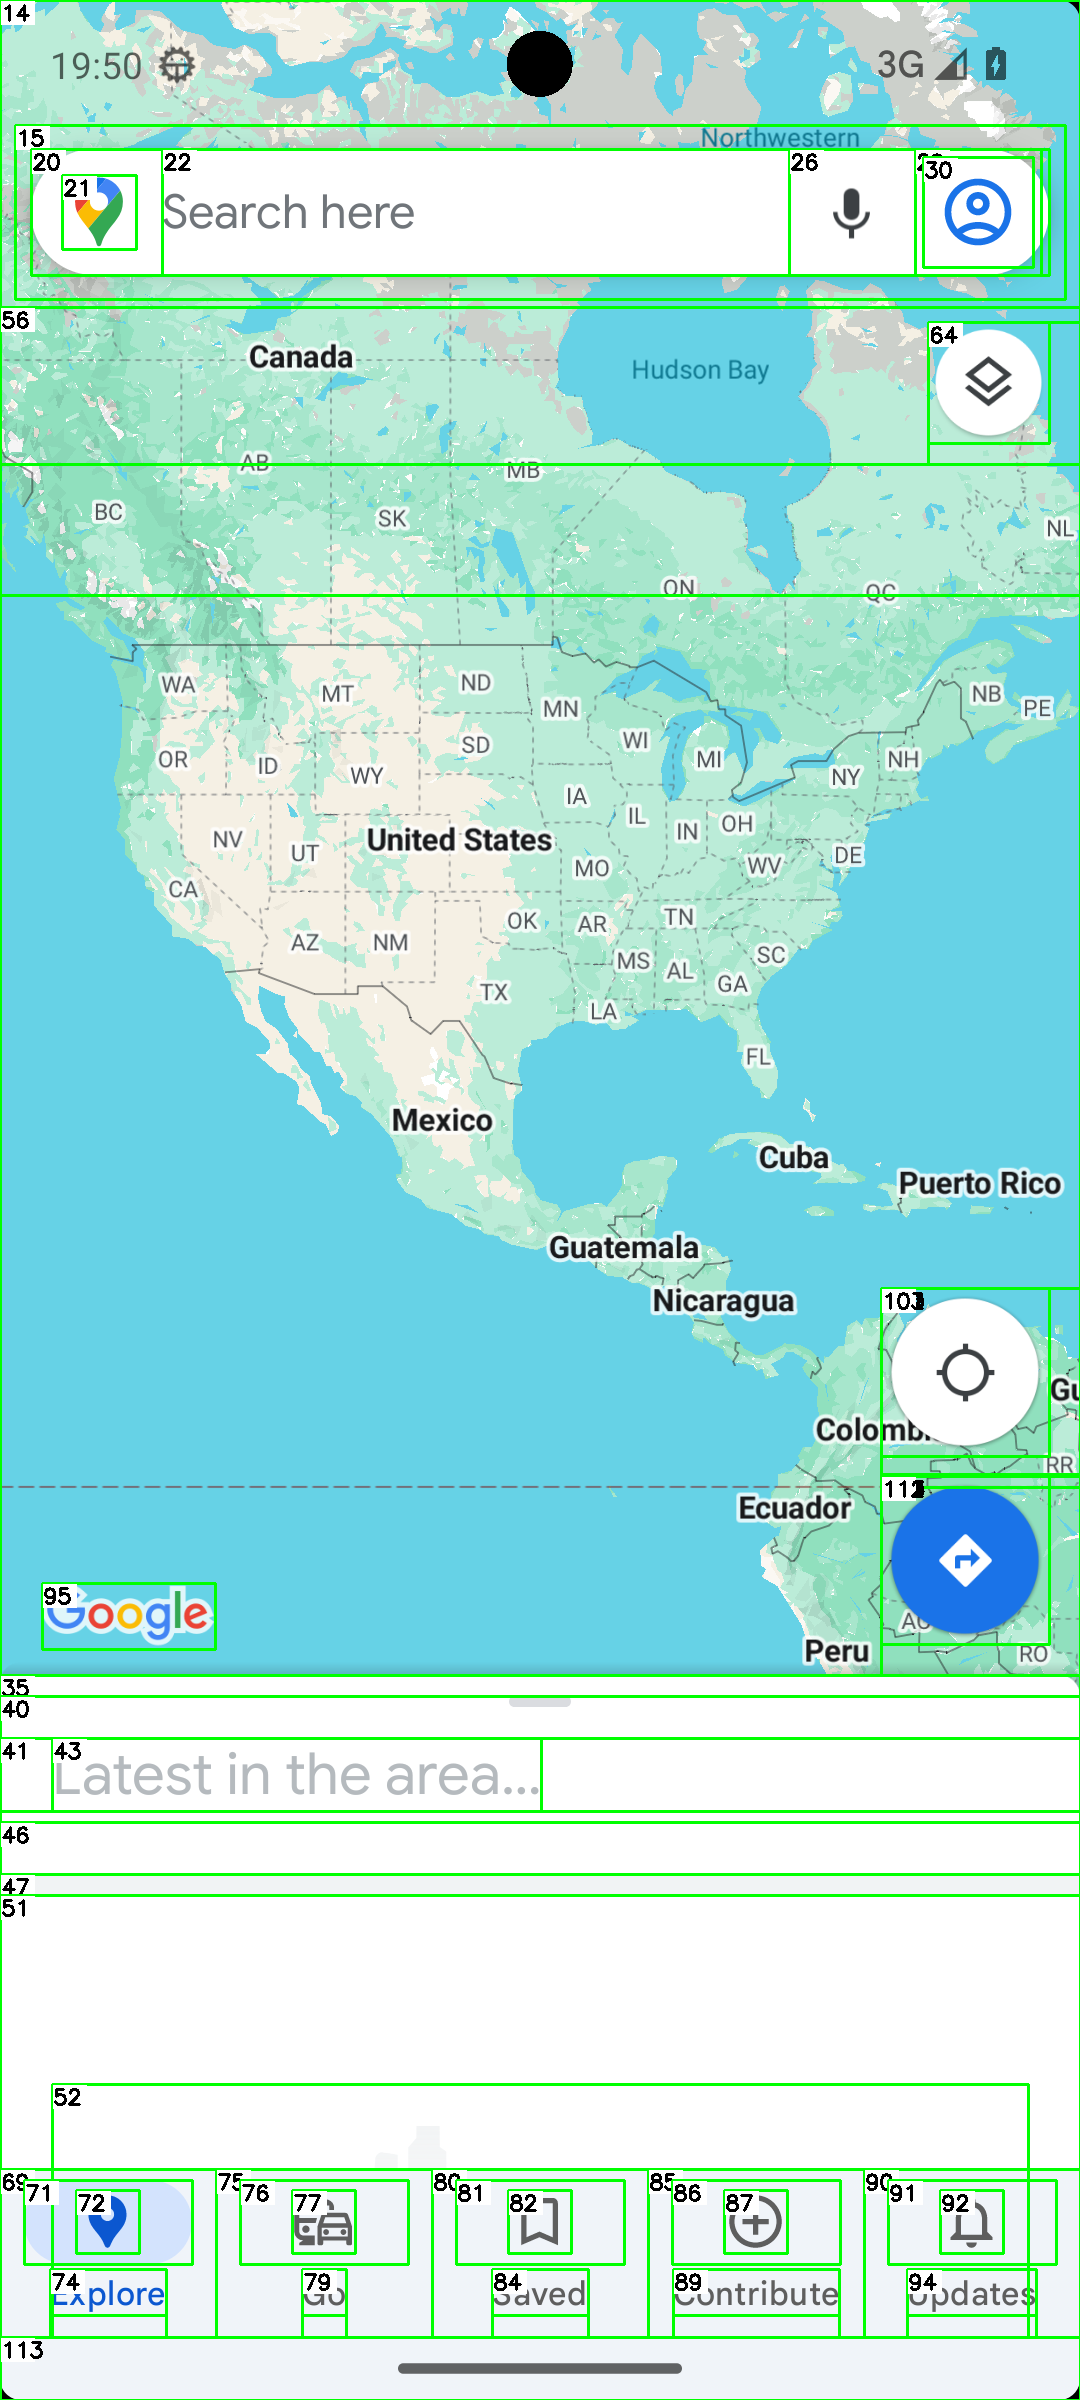 14
19:50
3G
Northwestern
15
20
22
26
21
Search here
30
56
64
Canada
Hudson Bay
AB
MB
BC
SK
NL
ON
QC
WA
MT
ND
MN
NB
PE
OR
ID
SD
WI
MI
NH
WY
NY
IA
IL
IN
OH
NV
UT
United States
MO
WV
DE
CA
OK
AR
TN
AZ
NM
MS
AL
SC
TX
GA
LA
FL
Mexico
Cuba
Puerto Rico
Guatemala
Nicaragua
103
Gu
Colomb
RR
112
Ecuador
95
Google
AC
Peru
RO
35
40
41
43
Latest in the area...
46
47
51
52
69
71
72
75
76
77
80
81
82
85
86
87
90
91
92
74
Explore
79
Go
84
Saved
89
Contribute
94
Updates
113